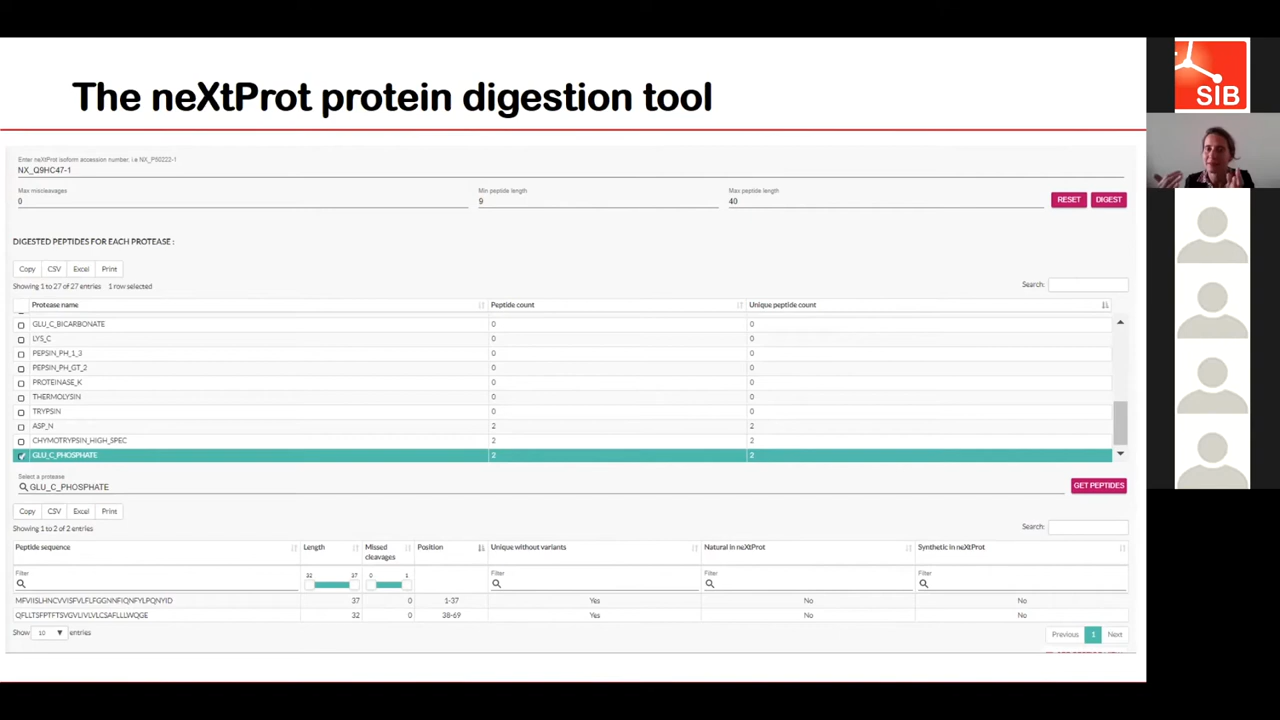 The neXtProt protein digestion tool
SIB
Enter neXtProt isoform accession number, i.e NX_P52222-1
NX_Q9HC47-1
Max miscleavages Min peptide length Max peptide length
0 9 40 RESET DIGEST
DIGESTED PEPTIDES FOR EACH PROTEASE :
Copy CSV Excel Print
Showing 1 to 27 of 27 entries 1 row selected Search:
Protease name Peptide count Unique peptide count
GLU_C_BICARBONATE 0 0
LYS_C 0 0
PEPSIN_PH_1_3 0 0
PEPSIN_PH_GT_2 0 0
PROTEINASE_K 0 0
THERMOLYSIN 0 0
TRYPSIN 0 0
ASP_N 2 2
CHYMOTRYPSIN_HIGH_SPEC 2 2
GLU_C_PHOSPHATE 2 2
Select a protease
GLU_C_PHOSPHATE GET PEPTIDES
Copy CSV Excel Print
Showing 1 to 2 of 2 entries Search:
Peptide sequence Length Missed cleavages Position Unique without variants Natural in neXtProt Synthetic in neXtProt
Filter 32 37 0 1 Filter Filter Filter
MFVIISLHNCVVISFVLFLFGGNNFIQNFYLPQNYID 37 0 1-37 Yes No No
QFLLTSFPTFTSVGVLIVLVLCSAFLLLWQGE 32 0 38-69 Yes No No
Show 10 entries Previous 1 Next